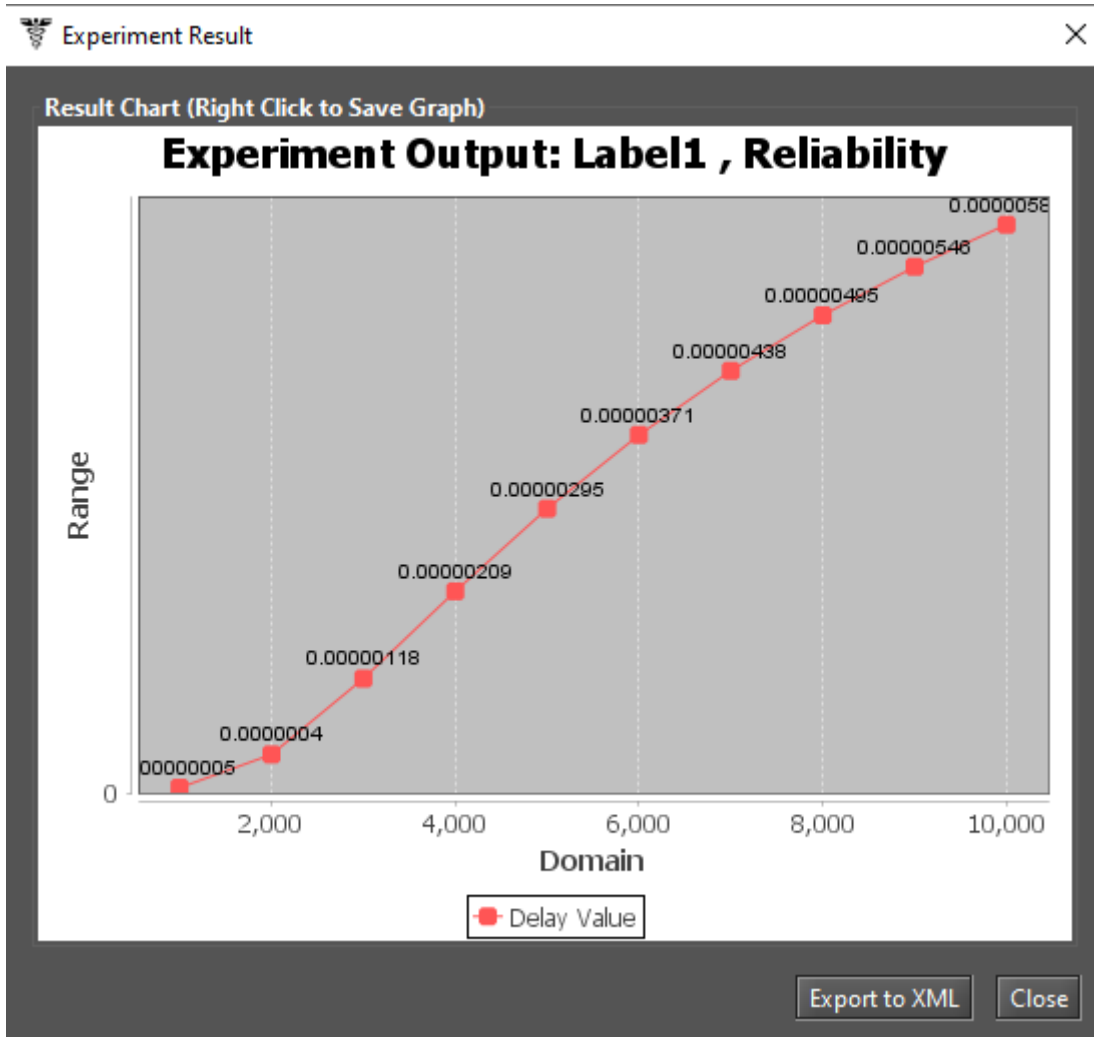 Experiment Result
Result Chart (Right Click to Save Graph)
Experiment Output: Label1 , Reliability
0.0000058
0.00000546
0.00000495
0.00000438
0.00000371
0.00000295
0.00000209
0.00000118
0.0000004
00000005
Range
0
2,000 4,000 6,000 8,000 10,000
Domain
Delay Value
Export to XML Close